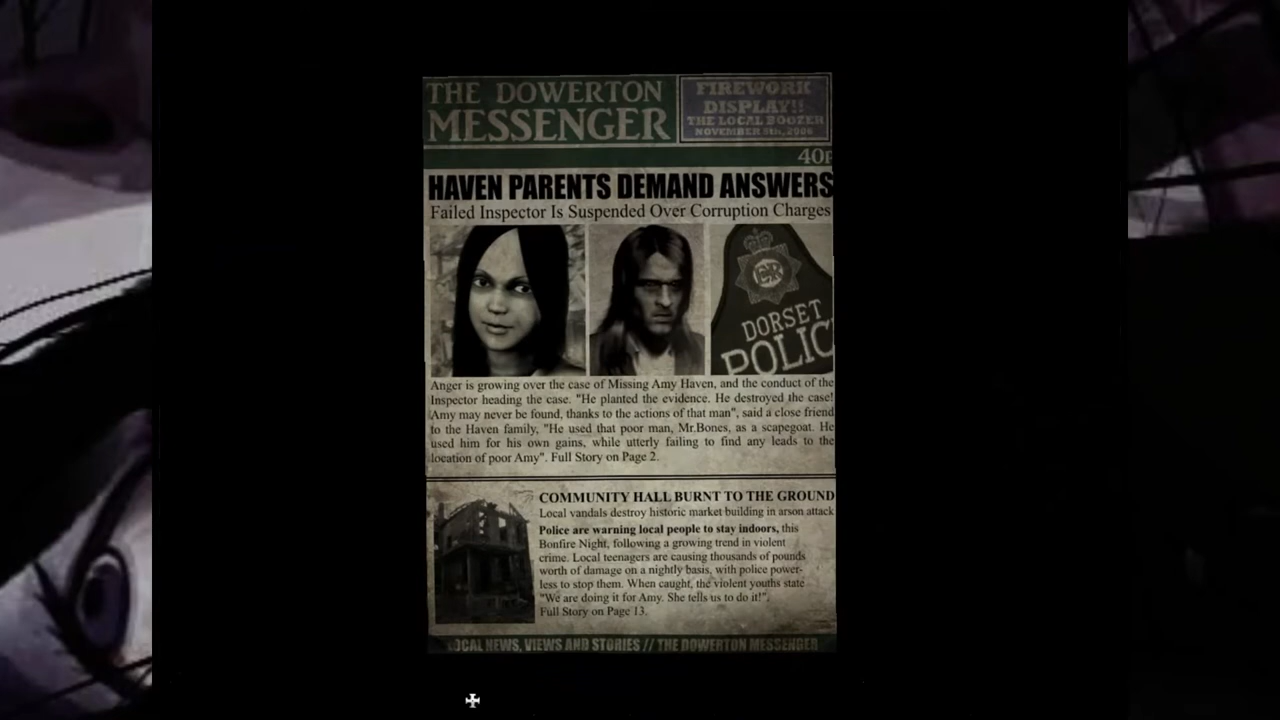 THE DOWERTON
MESSENGER
FIREWORK
DISPLAY!!
THE LOCAL BOOZER
NOVEMBER 5th, 2008
40P
HAVEN PARENTS DEMAND ANSWERS
Failed Inspector Is Suspended Over Corruption Charges
DORSET
POLIC
Anger is growing over the case of Missing Amy Haven, and the conduct of the
Inspector heading the case. "He planted the evidence. He destroyed the case!
Amy may never be found, thanks to the actions of that man", said a close friend
to the Haven family, "He used that poor man, Mr.Bones, as a scapegoat. He
used him for his own gains, while utterly failing to find any leads to the
location of poor Amy". Full Story on Page 2.
COMMUNITY HALL BURNT TO THE GROUND
Local vandals destroy historic market building in arson attack
Police are warning local people to stay indoors, this
Bonfire Night, following a growing trend in violent
crime. Local teenagers are causing thousands of pounds
worth of damage on a nightly basis, with police power-
less to stop them. When caught, the violent youths state
"We are doing it for Amy. She tells us to do it!".
Full Story on Page 13.
LOCAL NEWS, VIEWS AND STORIES // THE DOWERTON MESSENGER